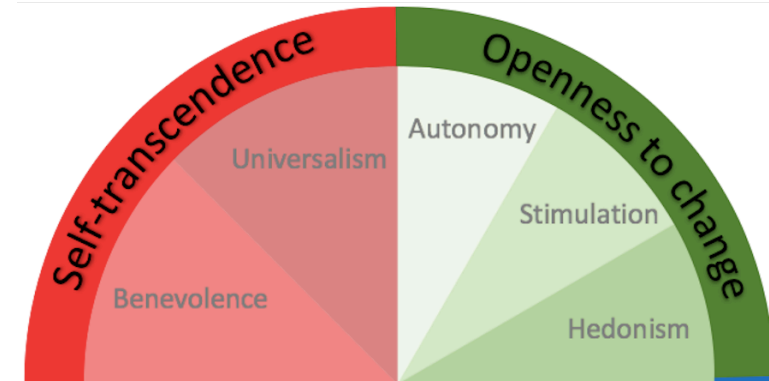 Self-transcendence
Openness to change
Universalism
Autonomy
Stimulation
Benevolence
Hedonism